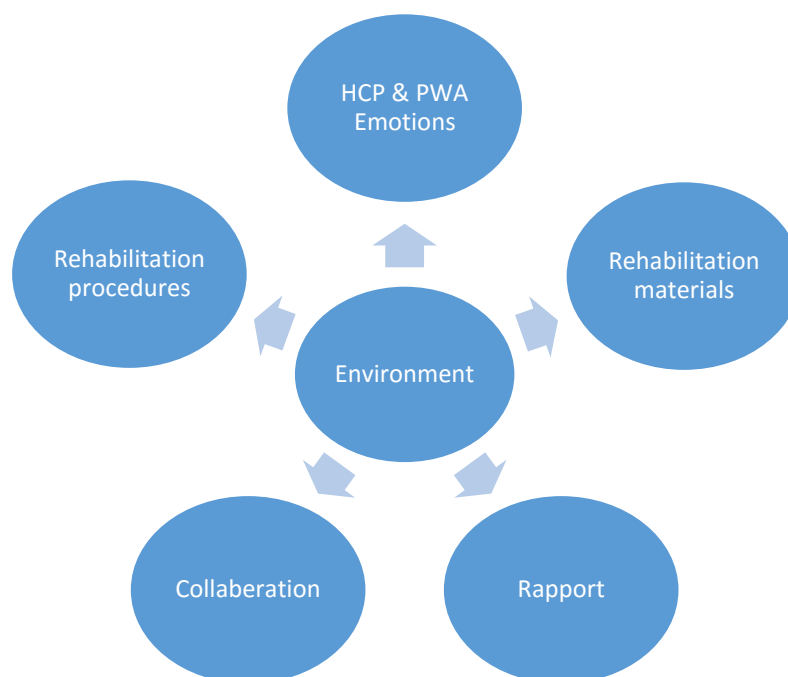 HCP & PWA
Emotions
Rehabilitation
procedures
Rehabilitation
materials
Environment
Collaberation
Rapport